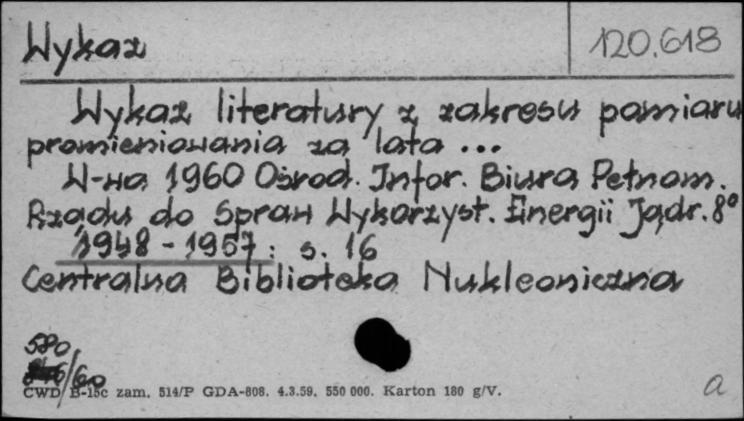 Wykaz 120.618
Wykaz literatury z zakresu pomiaru
promieniowania za lata ...
W-wa 1960 Ośrod. Infor. Biura Pełnom.
Rządu do Spraw Wykorzyst. Energii Jądr. 8°
1948 - 1957: s. 16
Centralna Biblioteka Nukleoniczna
580
/60
CWD B-15c zam. 514/P GDA-808. 4.3.59. 550 000. Karton 180 g/V.
a